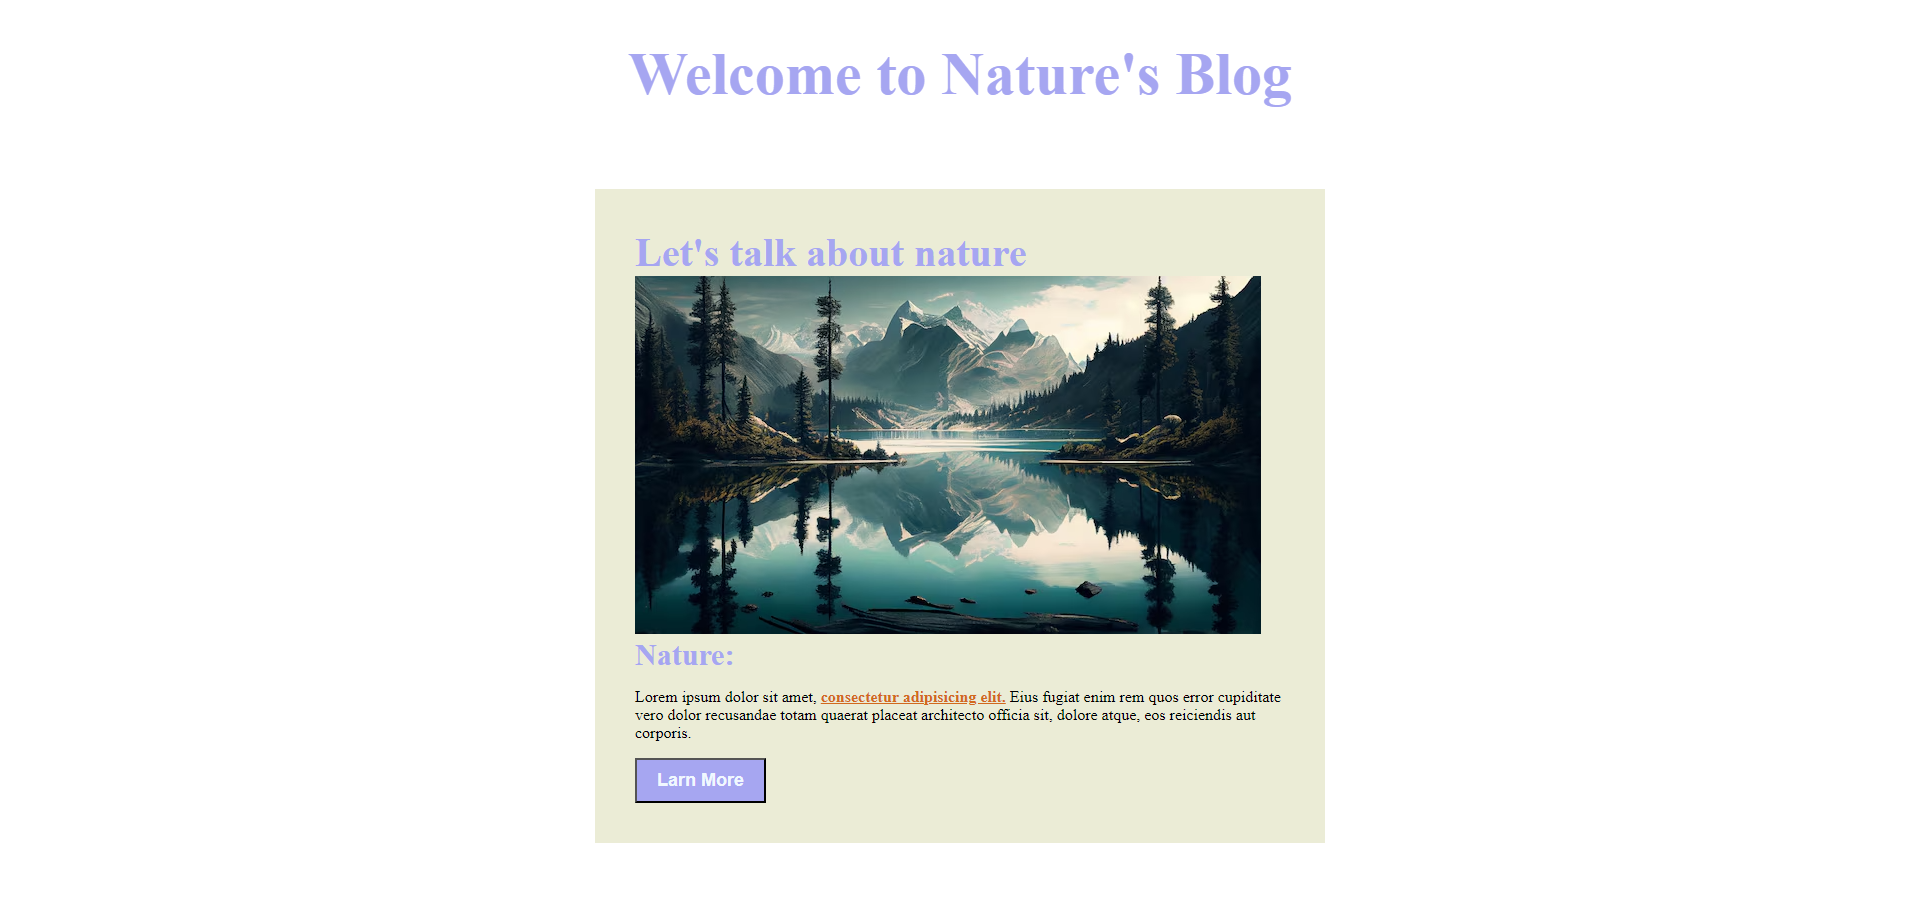 Welcome to Nature's Blog
Let's talk about nature
Nature:
Lorem ipsum dolor sit amet, consectetur adipisicing elit. Eius fugiat enim rem quos error cupiditate
vero dolor recusandae totam quaerat placeat architecto officia sit, dolore atque, eos reiciendis aut
corporis.
Larn More